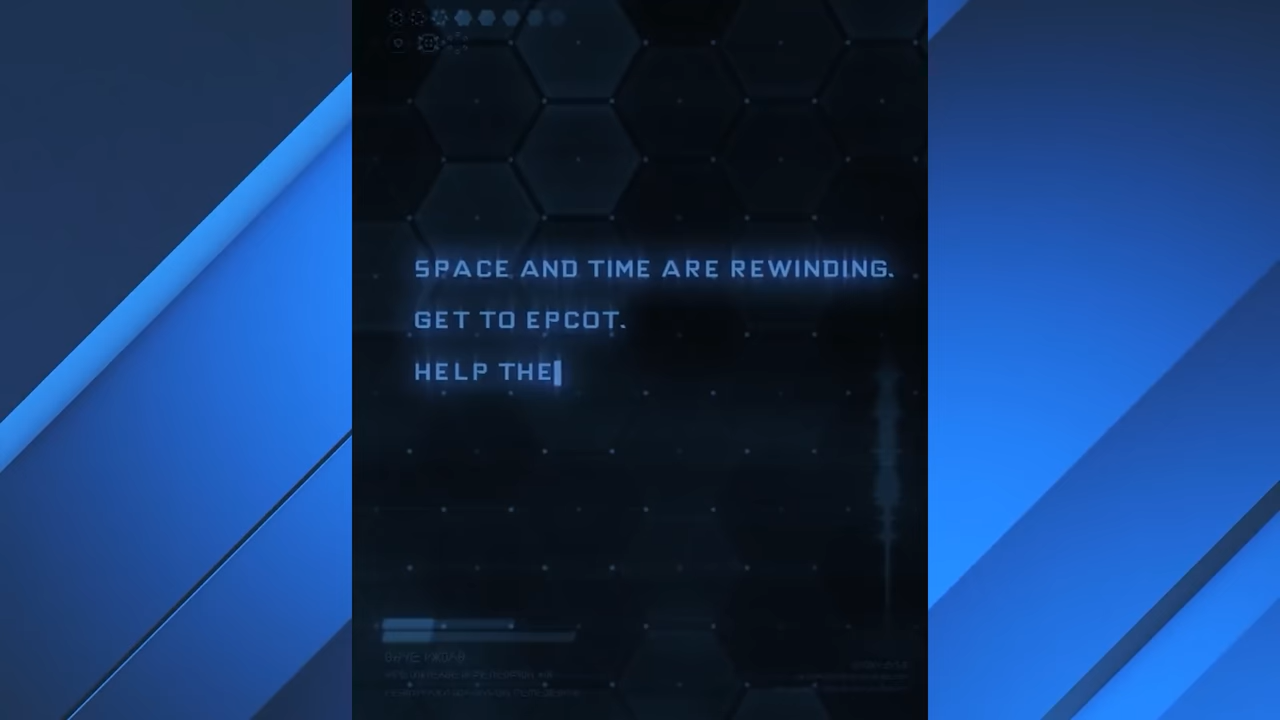 SPACE AND TIME ARE REWINDING.
GET TO EPCOT.
HELP THE